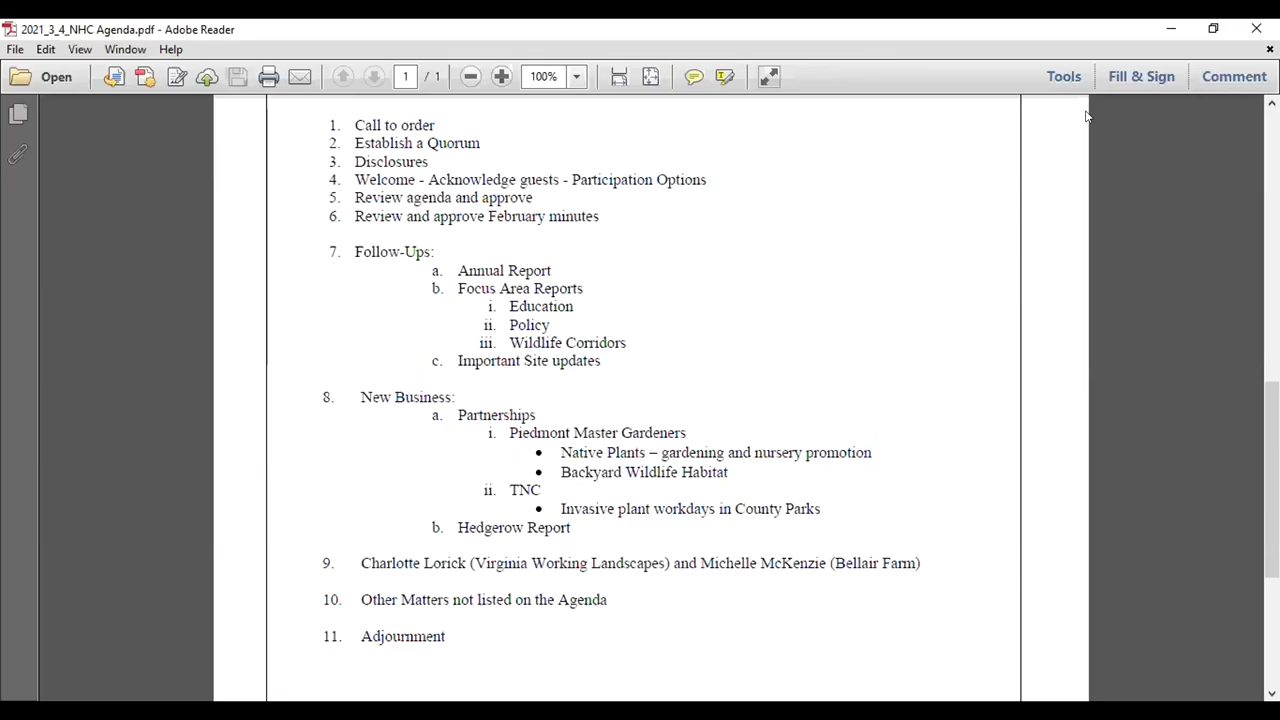 2021_3_4_NHC Agenda.pdf - Adobe Reader
File Edit View Window Help
Open 1 / 1 100% Tools Fill & Sign Comment
1. Call to order
2. Establish a Quorum
3. Disclosures
4. Welcome - Acknowledge guests - Participation Options
5. Review agenda and approve
6. Review and approve February minutes
7. Follow-Ups:
a. Annual Report
b. Focus Area Reports
i. Education
ii. Policy
iii. Wildlife Corridors
c. Important Site updates
8. New Business:
a. Partnerships
i. Piedmont Master Gardeners
• Native Plants – gardening and nursery promotion
• Backyard Wildlife Habitat
ii. TNC
• Invasive plant workdays in County Parks
b. Hedgerow Report
9. Charlotte Lorick (Virginia Working Landscapes) and Michelle McKenzie (Bellair Farm)
10. Other Matters not listed on the Agenda
11. Adjournment